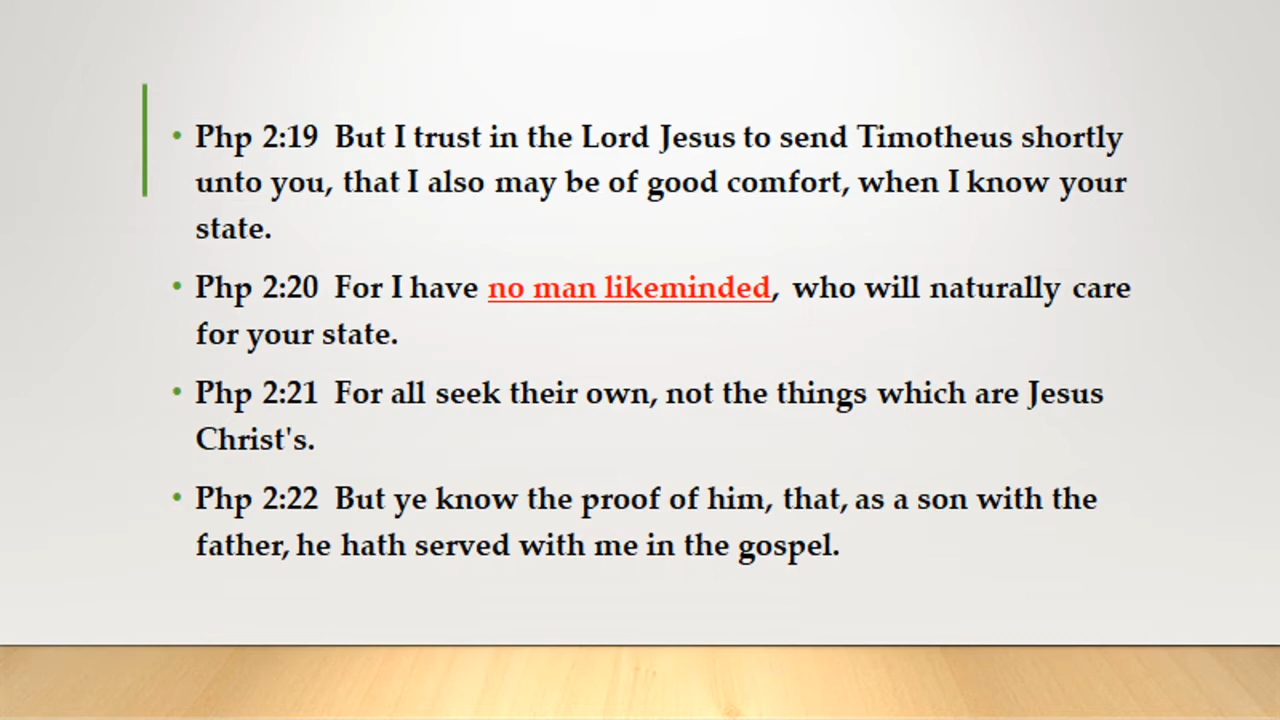 • Php 2:19 But I trust in the Lord Jesus to send Timotheus shortly
unto you, that I also may be of good comfort, when I know your
state.
• Php 2:20 For I have no man likeminded, who will naturally care
for your state.
• Php 2:21 For all seek their own, not the things which are Jesus
Christ's.
• Php 2:22 But ye know the proof of him, that, as a son with the
father, he hath served with me in the gospel.